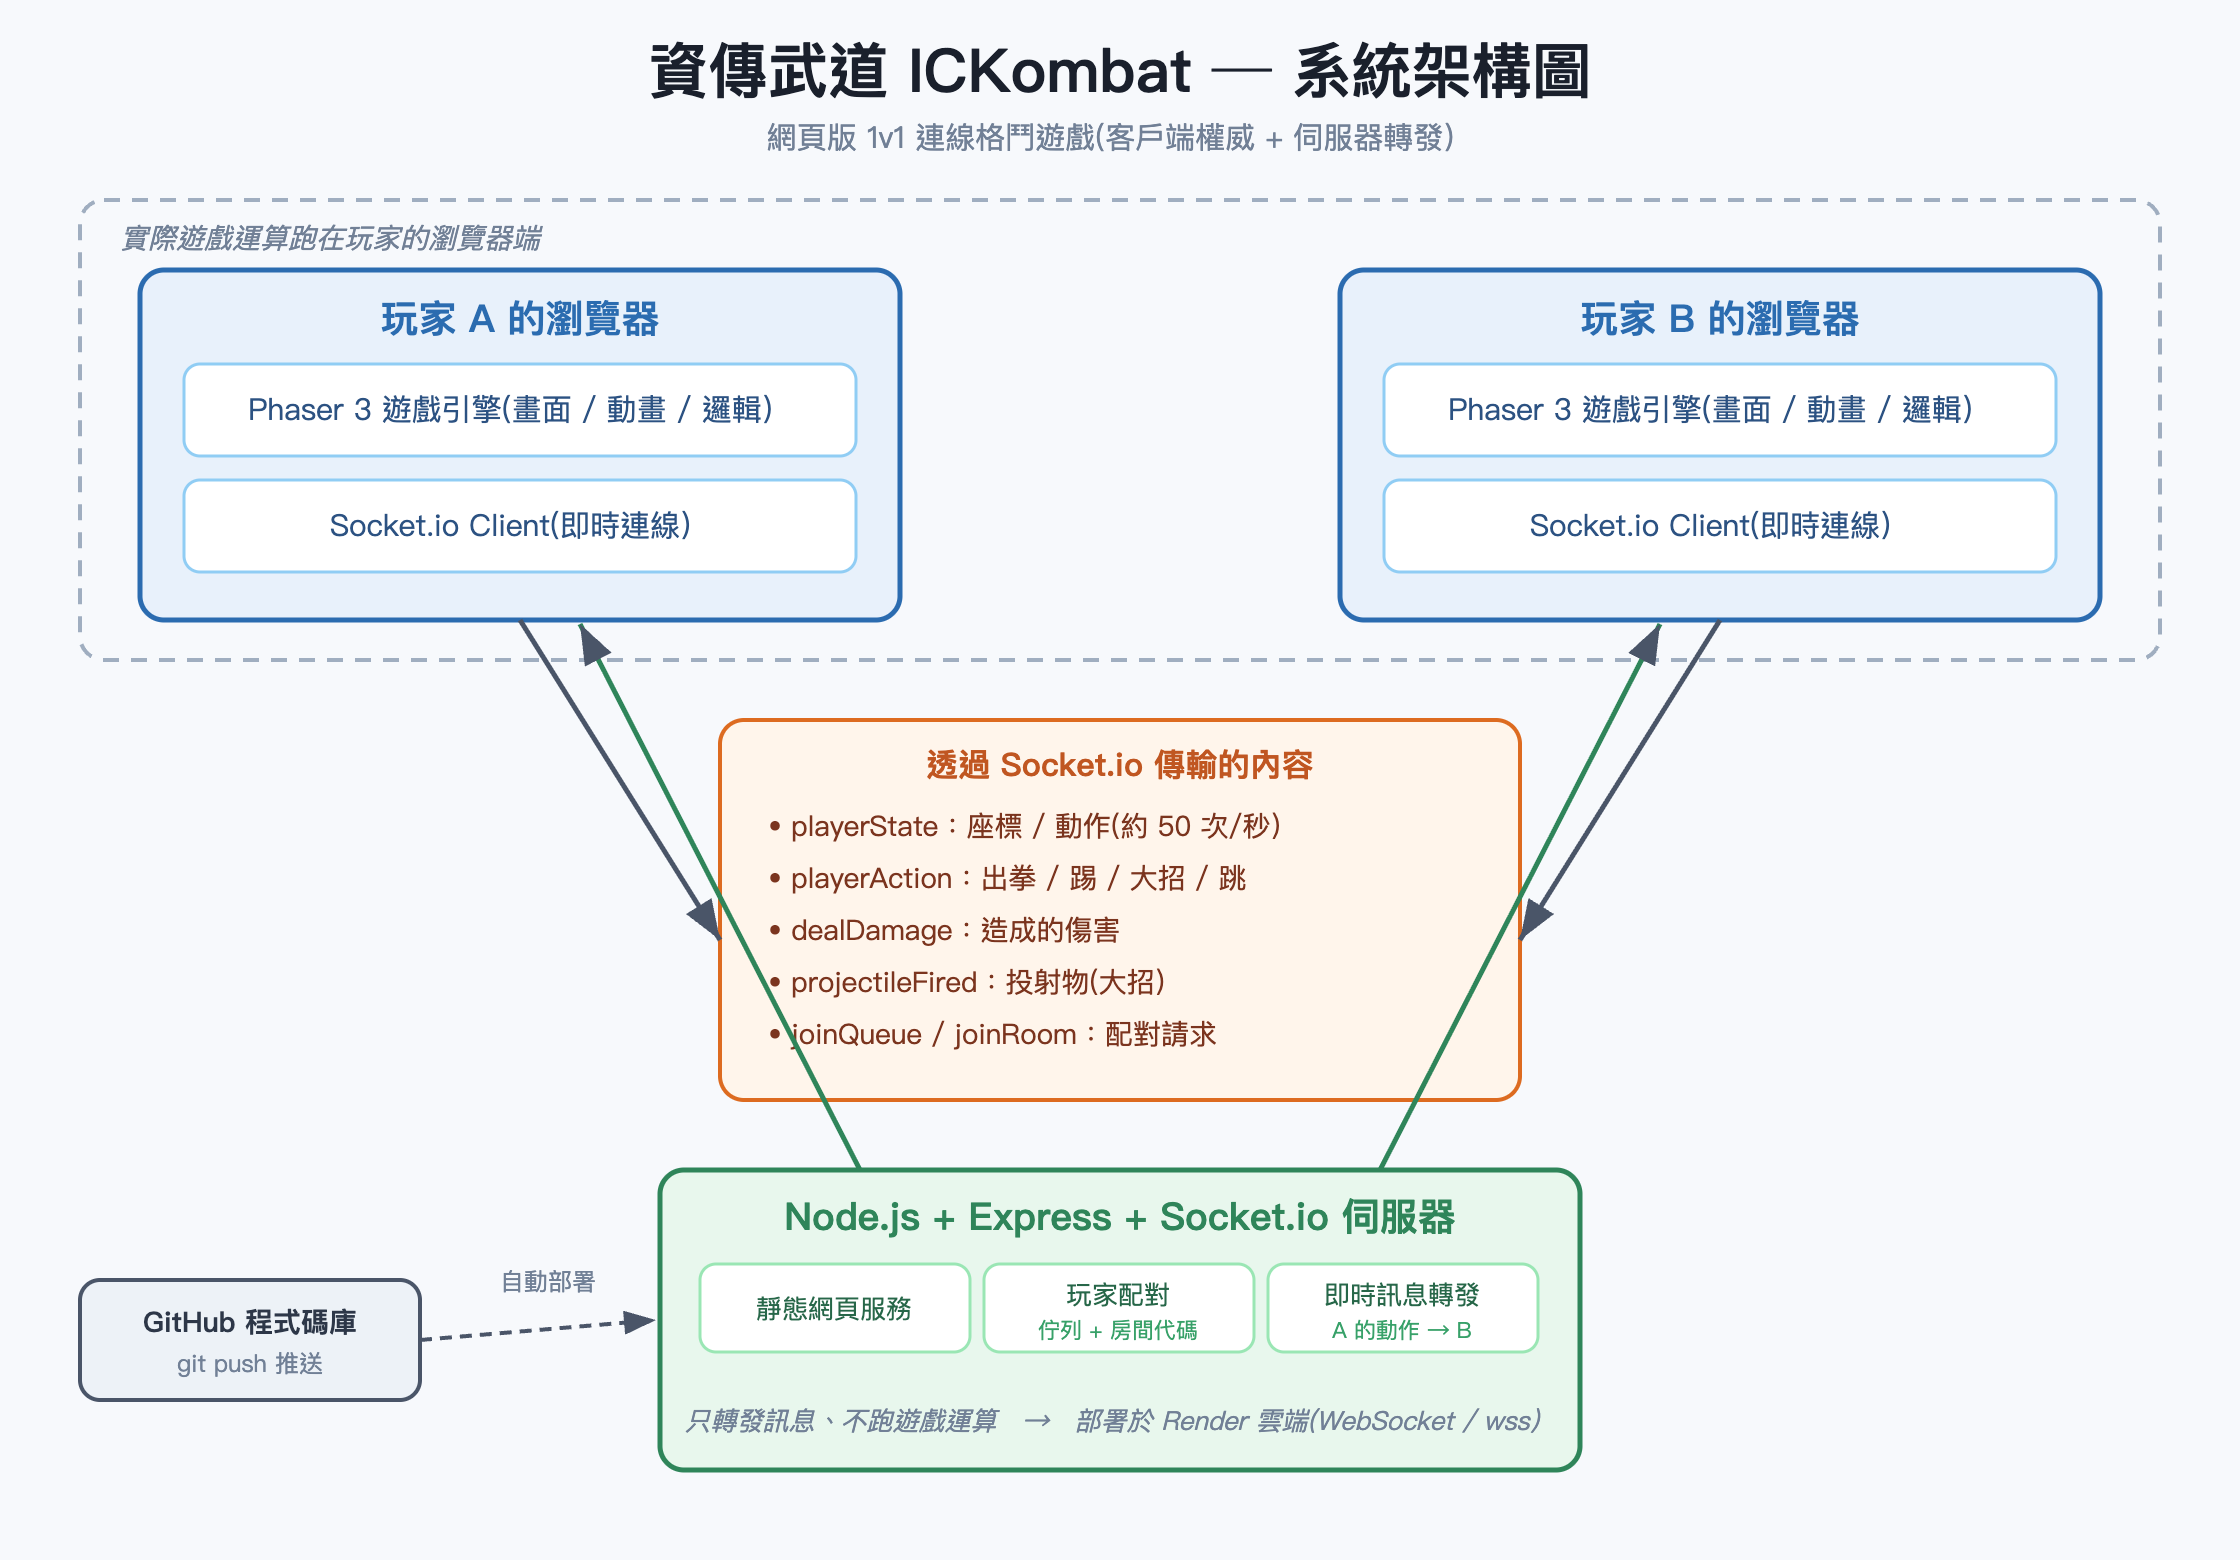 資傳武道 ICKombat — 系統架構圖
網頁版 1v1 連線格鬥遊戲(客戶端權威 + 伺服器轉發)
實際遊戲運算跑在玩家的瀏覽器端
玩家 A 的瀏覽器
Phaser 3 遊戲引擎(畫面 / 動畫 / 邏輯)
Socket.io Client(即時連線)
玩家 B 的瀏覽器
Phaser 3 遊戲引擎(畫面 / 動畫 / 邏輯)
Socket.io Client(即時連線)
透過 Socket.io 傳輸的內容
• playerState：座標 / 動作(約 50 次/秒)
• playerAction：出拳 / 踢 / 大招 / 跳
• dealDamage：造成的傷害
• projectileFired：投射物(大招)
• joinQueue / joinRoom：配對請求
Node.js + Express + Socket.io 伺服器
靜態網頁服務
玩家配對
佇列 + 房間代碼
即時訊息轉發
A 的動作 → B
只轉發訊息、不跑遊戲運算 → 部署於 Render 雲端(WebSocket / wss)
自動部署
GitHub 程式碼庫
git push 推送